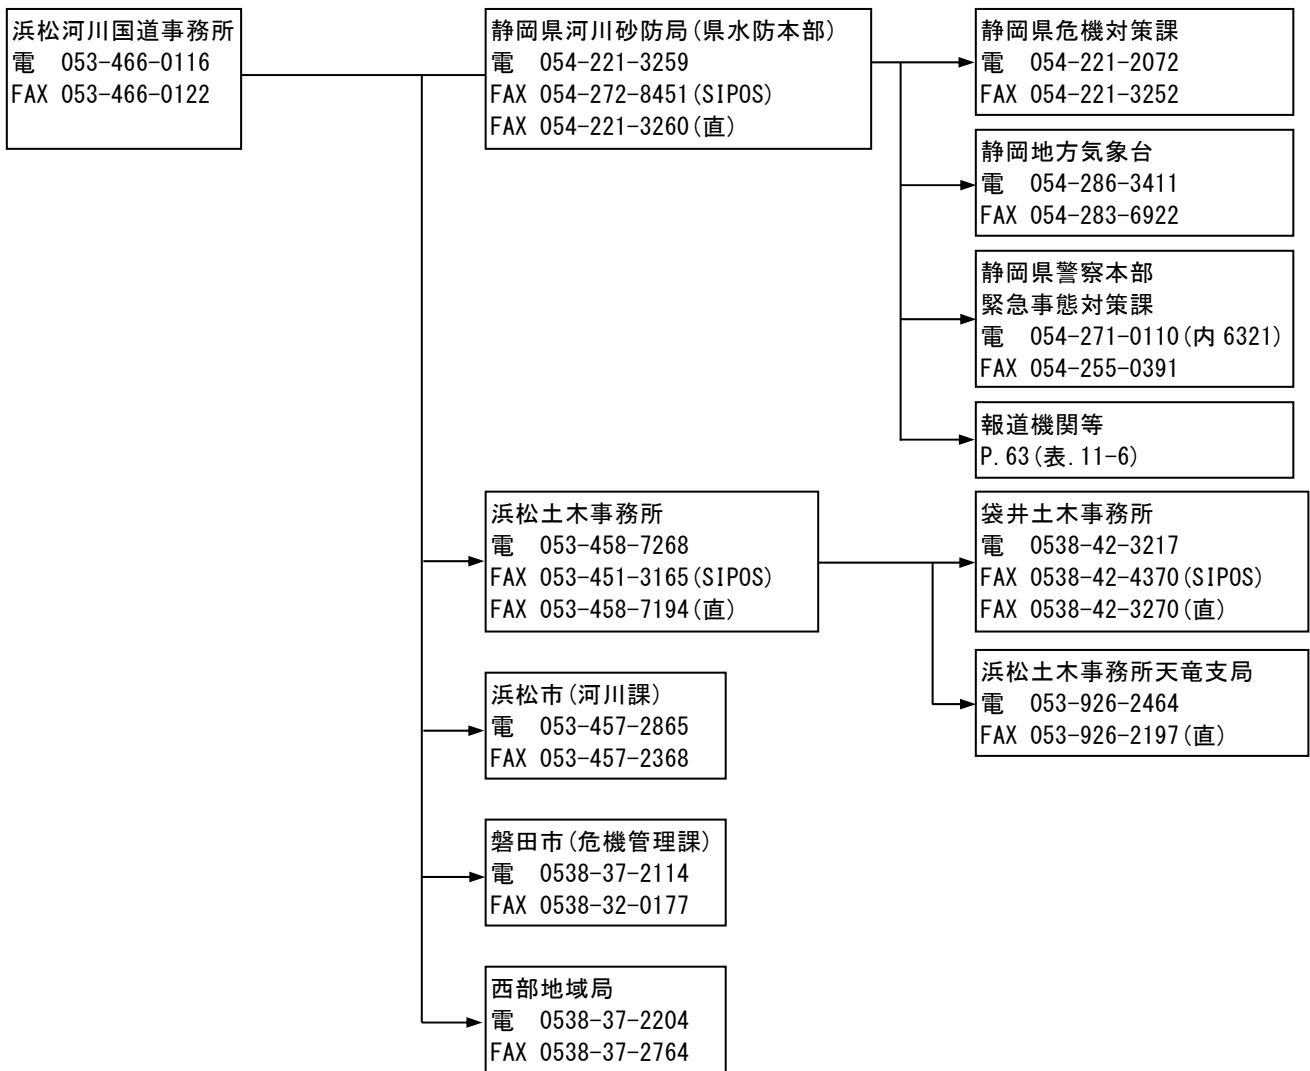 浜松河川国道事務所
電　053-466-0116
FAX 053-466-0122
静岡県河川砂防局(県水防本部)
電　054-221-3259
FAX 054-272-8451(SIPOS)
FAX 054-221-3260(直)
静岡県危機対策課
電　054-221-2072
FAX 054-221-3252
静岡地方気象台
電　054-286-3411
FAX 054-283-6922
静岡県警察本部
緊急事態対策課
電　054-271-0110(内 6321)
FAX 054-255-0391
報道機関等
P.63(表.11-6)
浜松土木事務所
電　053-458-7268
FAX 053-451-3165(SIPOS)
FAX 053-458-7194(直)
袋井土木事務所
電　0538-42-3217
FAX 0538-42-4370(SIPOS)
FAX 0538-42-3270(直)
浜松土木事務所天竜支局
電　053-926-2464
FAX 053-926-2197(直)
浜松市(河川課)
電　053-457-2865
FAX 053-457-2368
磐田市(危機管理課)
電　0538-37-2114
FAX 0538-32-0177
西部地域局
電　0538-37-2204
FAX 0538-37-2764